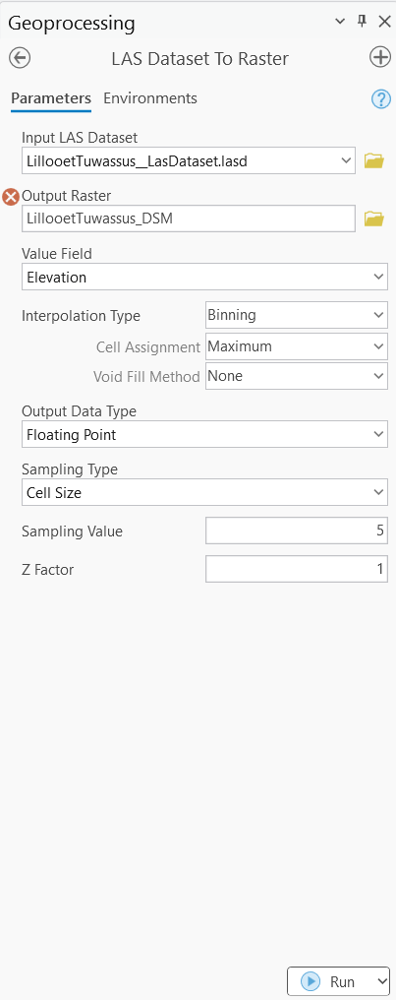 Geoprocessing
LAS Dataset To Raster
Parameters Environments
?
Input LAS Dataset
LillooetTuwassus__LasDataset.lasd
Output Raster
LillooetTuwassus_DSM
Value Field
Elevation
Interpolation Type Binning
Cell Assignment Maximum
Void Fill Method None
Output Data Type
Floating Point
Sampling Type
Cell Size
Sampling Value 5
Z Factor 1
Run